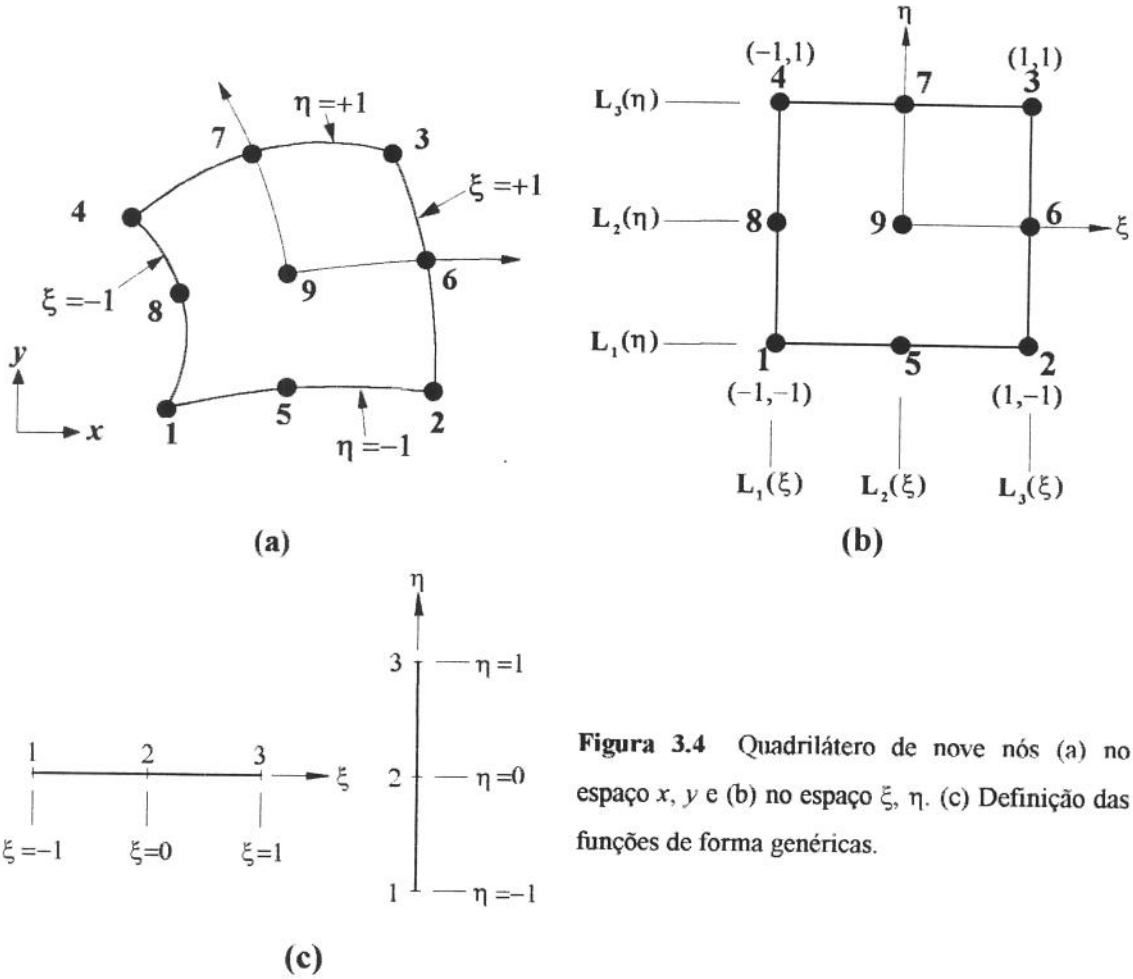 η=+1
7
3
ξ=+1
4
ξ=−1
8
9
6
y
x
1
5
2
η=−1
(a)
η
(−1,1)
(1,1)
4
7
3
L₃(η)
L₂(η)
8
9
6
ξ
L₁(η)
1
5
2
(−1,−1)
(1,−1)
L₁(ξ)
L₂(ξ)
L₃(ξ)
(b)
1
2
3
ξ
ξ=−1
ξ=0
ξ=1
η
3
η=1
2
η=0
1
η=−1
(c)
Figura 3.4 Quadrilátero de nove nós (a) no
espaço x, y e (b) no espaço ξ, η. (c) Definição das
funções de forma genéricas.